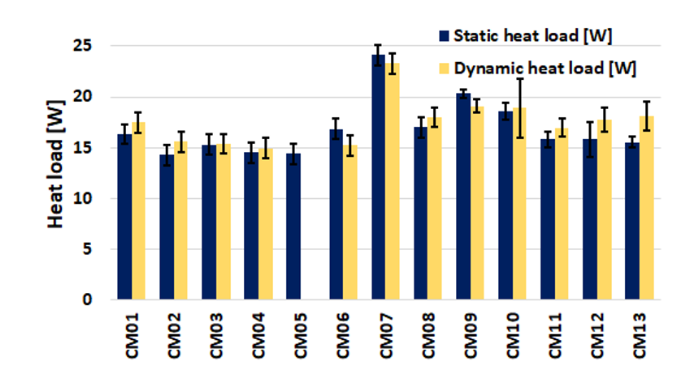 Static heat load [W]
Dynamic heat load [W]
Heat load [W]
25
20
15
10
5
0
CM01
CM02
CM03
CM04
CM05
CM06
CM07
CM08
CM09
CM10
CM11
CM12
CM13